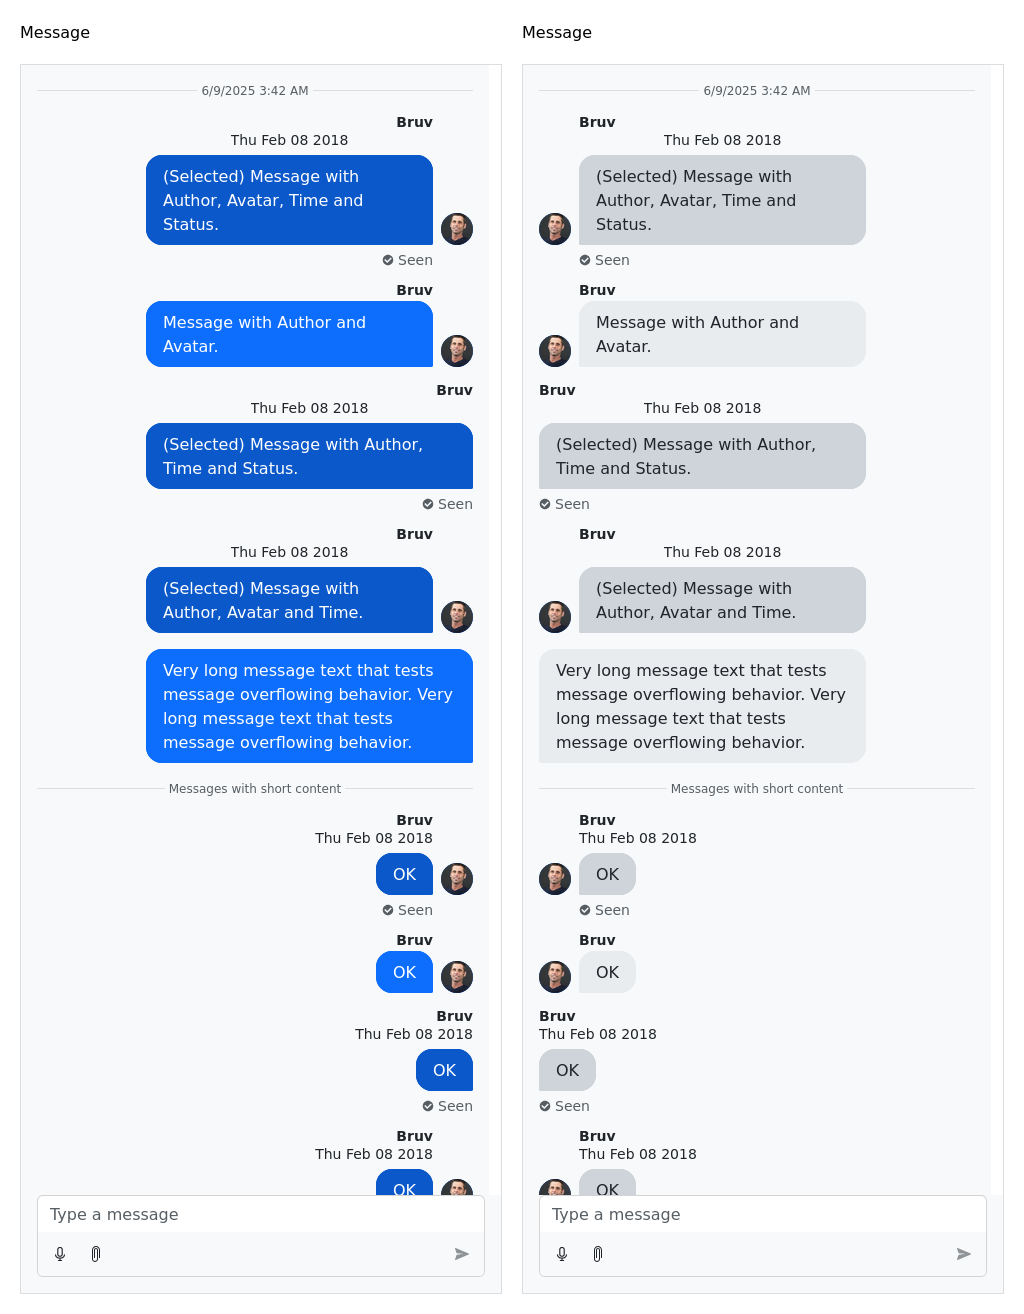 Message
6/9/2025 3:42 AM
Bruv
Thu Feb 08 2018
(Selected) Message with
Author, Avatar, Time and
Status.
Seen
Bruv
Message with Author and
Avatar.
Bruv
Thu Feb 08 2018
(Selected) Message with Author,
Time and Status.
Seen
Bruv
Thu Feb 08 2018
(Selected) Message with
Author, Avatar and Time.
Very long message text that tests
message overflowing behavior. Very
long message text that tests
message overflowing behavior.
Messages with short content
Bruv
Thu Feb 08 2018
OK
Seen
Bruv
OK
Bruv
Thu Feb 08 2018
OK
Seen
Bruv
Thu Feb 08 2018
OK
Type a message
Message
6/9/2025 3:42 AM
Bruv
Thu Feb 08 2018
(Selected) Message with
Author, Avatar, Time and
Status.
Seen
Bruv
Message with Author and
Avatar.
Bruv
Thu Feb 08 2018
(Selected) Message with Author,
Time and Status.
Seen
Bruv
Thu Feb 08 2018
(Selected) Message with
Author, Avatar and Time.
Very long message text that tests
message overflowing behavior. Very
long message text that tests
message overflowing behavior.
Messages with short content
Bruv
Thu Feb 08 2018
OK
Seen
Bruv
OK
Bruv
Thu Feb 08 2018
OK
Seen
Bruv
Thu Feb 08 2018
OK
Type a message